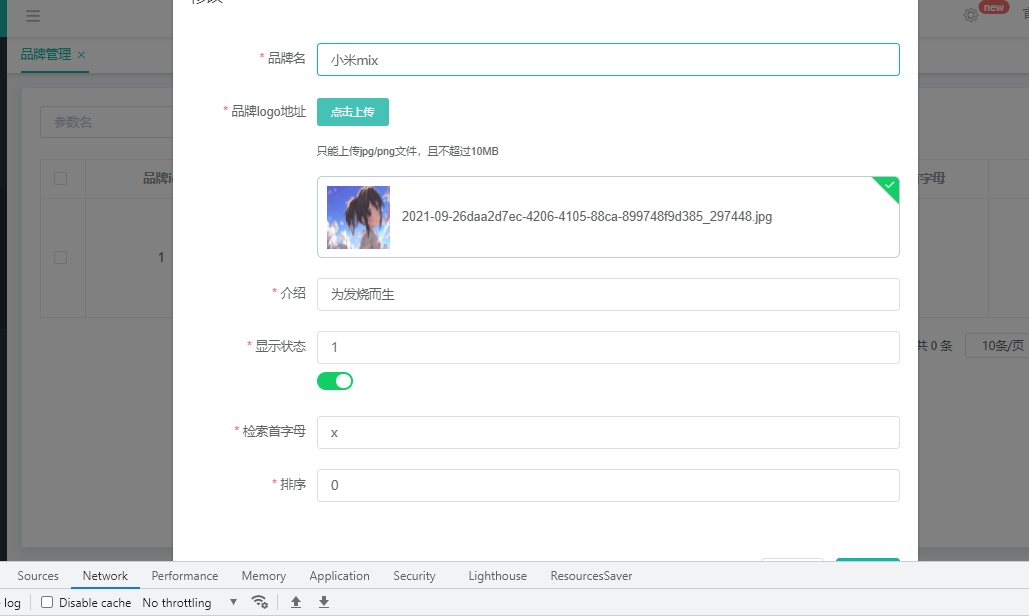 修改
new
品牌管理 ×
* 品牌名
小米mix
* 品牌logo地址
点击上传
参数名
只能上传jpg/png文件，且不超过10MB
字母
2021-09-26daa2d7ec-4206-4105-88ca-899748f9d385_297448.jpg
1
* 介绍
为发烧而生
* 显示状态
1
共 0 条
10条/页
* 检索首字母
x
* 排序
0
Sources Network Performance Memory Application Security Lighthouse ResourcesSaver
log Disable cache No throttling